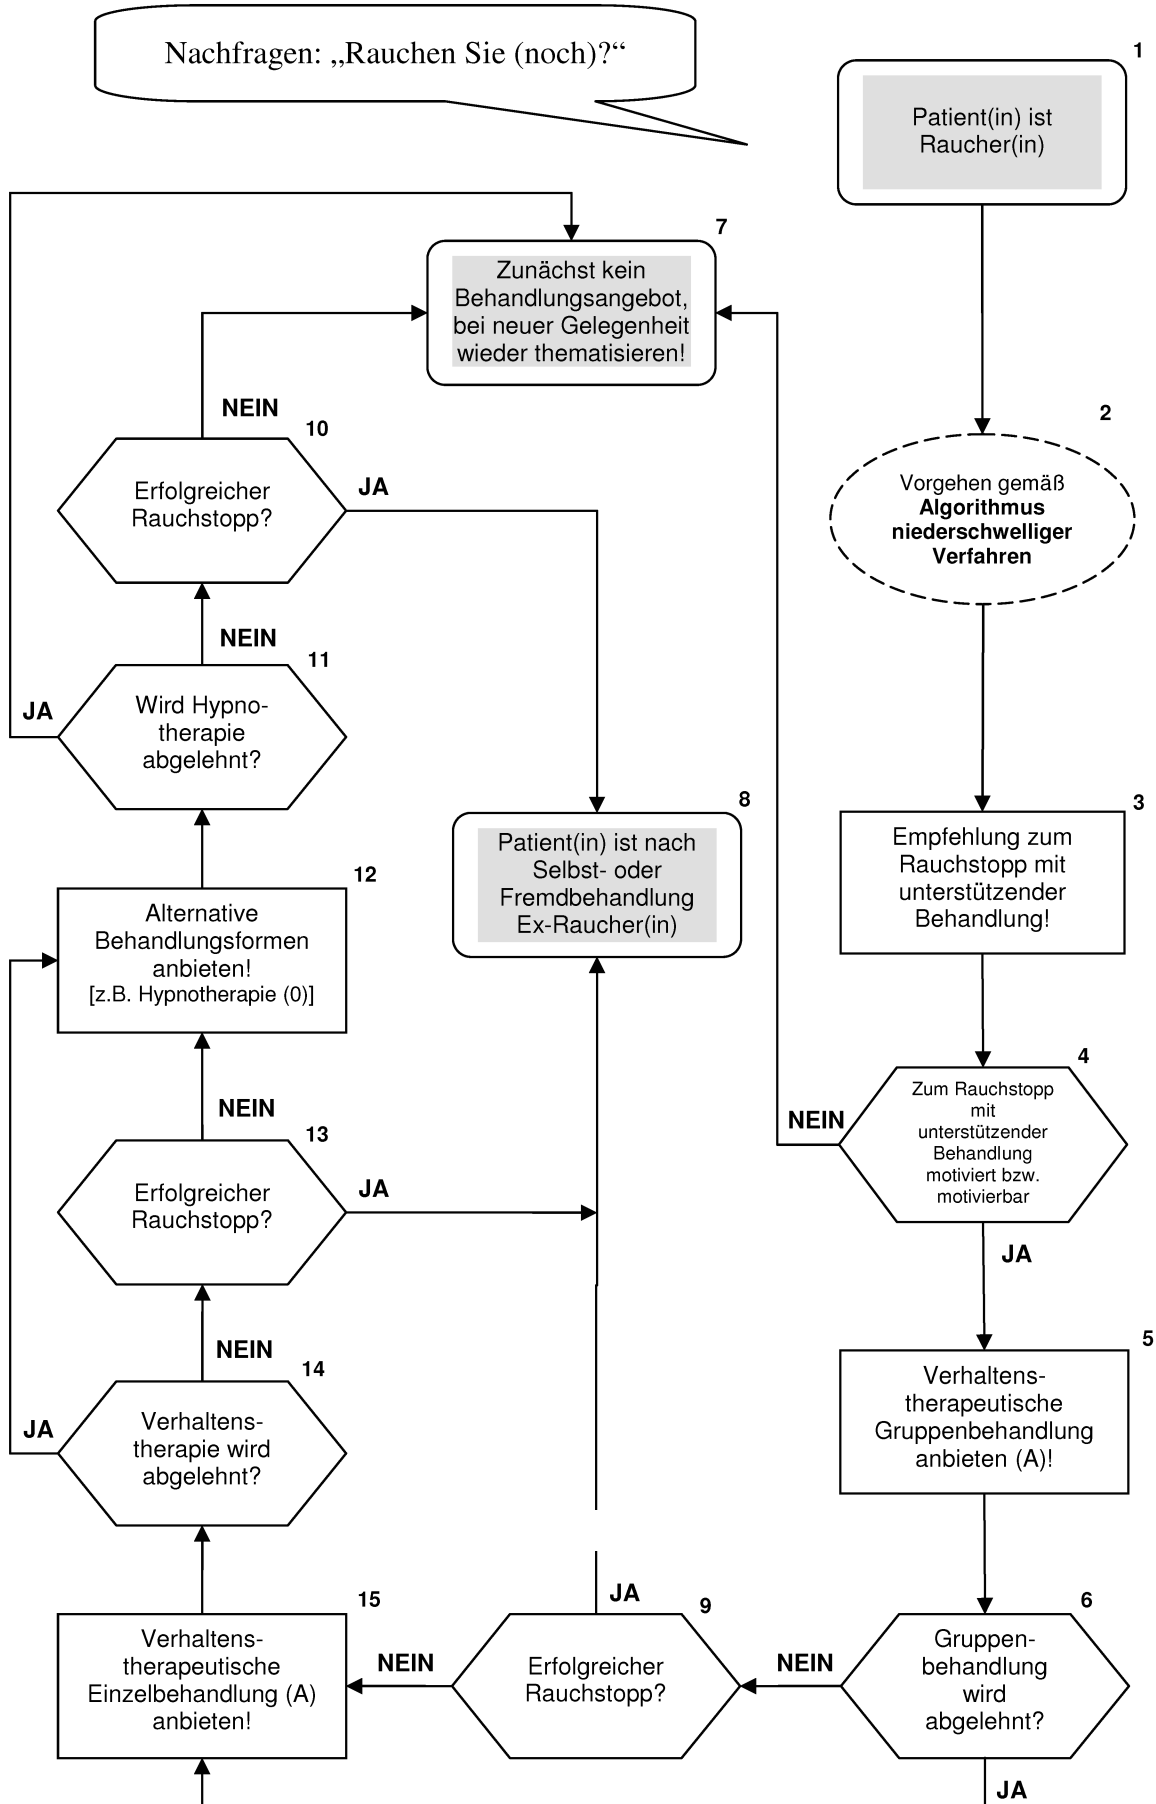 Nachfragen: „Rauchen Sie (noch)?“
1
Patient(in) ist
Raucher(in)
2
Vorgehen gemäß
Algorithmus
niederschwelliger
Verfahren
3
Empfehlung zum
Rauchstopp mit
unterstützender
Behandlung!
4
Zum Rauchstopp
mit
unterstützender
Behandlung
motiviert bzw.
motivierbar
NEIN
JA
5
Verhaltens-
therapeutische
Gruppenbehandlung
anbieten (A)!
6
Gruppen-
behandlung
wird
abgelehnt?
NEIN
JA
7
Zunächst kein
Behandlungsangebot,
bei neuer Gelegenheit
wieder thematisieren!
8
Patient(in) ist nach
Selbst- oder
Fremdbehandlung
Ex-Raucher(in)
9
Erfolgreicher
Rauchstopp?
JA
NEIN
NEIN
10
Erfolgreicher
Rauchstopp?
JA
NEIN
11
Wird Hypno-
therapie
abgelehnt?
JA
12
Alternative
Behandlungsformen
anbieten!
[z.B. Hypnotherapie (0)]
NEIN
13
Erfolgreicher
Rauchstopp?
JA
NEIN
14
Verhaltens-
therapie wird
abgelehnt?
JA
15
Verhaltens-
therapeutische
Einzelbehandlung (A)
anbieten!